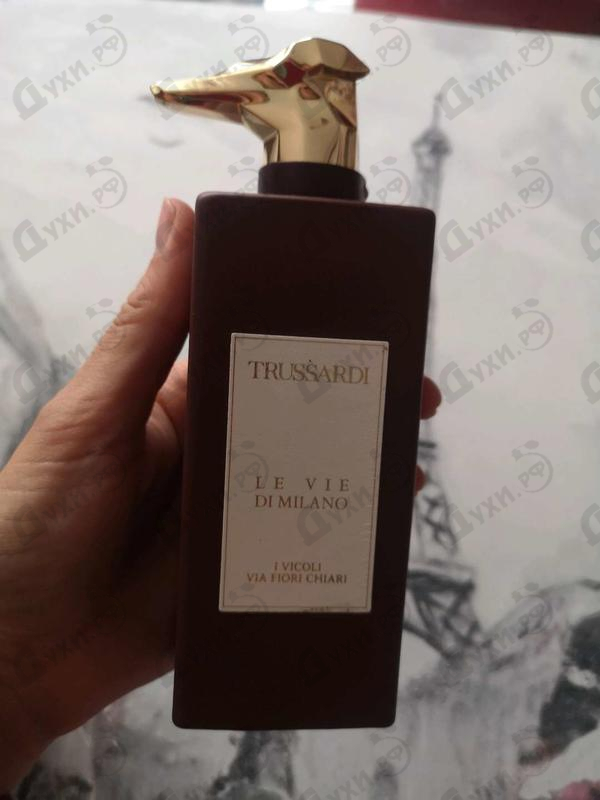 TRUSSARDI
LE VIE
DI MILANO
I VICOLI
VIA FIORI CHIARI
Духи.РФ